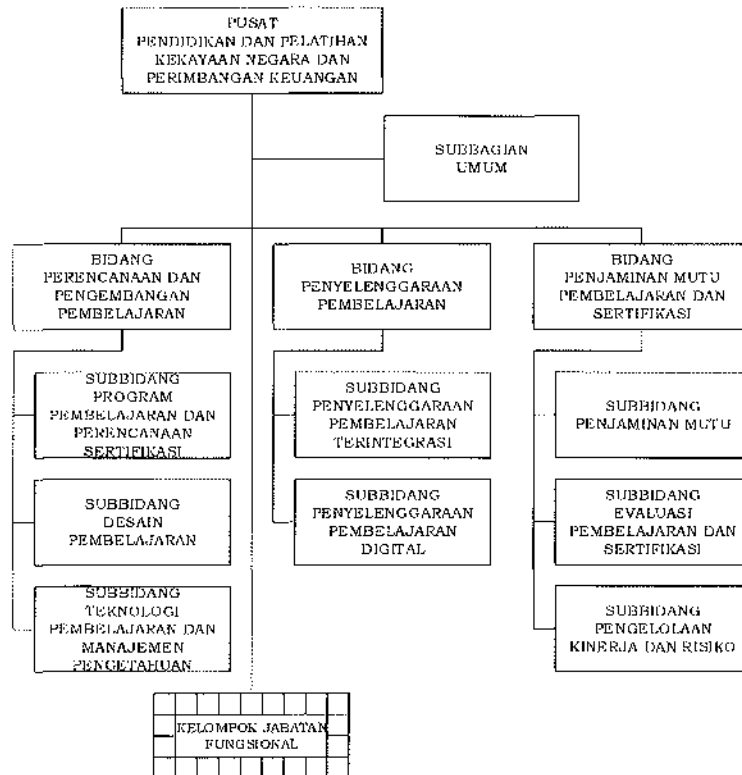 PUSAT
PENDIDIKAN DAN PELATIHAN
KEKAYAAN NEGARA DAN
PERIMBANGAN KEUANGAN
SUBBAGIAN
UMUM
BIDANG
PERENCANAAN DAN
PENGEMBANGAN
PEMBELAJARAN
SUBBIDANG
PROGRAM
PEMBELAJARAN DAN
PERENCANAAN
SERTIFIKASI
SUBBIDANG
DESAIN
PEMBELAJARAN
SUBBIDANG
TEKNOLOGI
PEMBELAJARAN DAN
MANAJEMEN
PENGETAHUAN
BIDANG
PENYELENGGARAAN
PEMBELAJARAN
SUBBIDANG
PENYELENGGARAAN
PEMBELAJARAN
TERINTEGRASI
SUBBIDANG
PENYELENGGARAAN
PEMBELAJARAN
DIGITAL
BIDANG
PENJAMINAN MUTU
PEMBELAJARAN DAN
SERTIFIKASI
SUBBIDANG
PENJAMINAN MUTU
SUBBIDANG
EVALUASI
PEMBELAJARAN DAN
SERTIFIKASI
SUBBIDANG
PENGELOLAAN
KINERJA DAN RISIKO
KELOMPOK JABATAN
FUNGSIONAL